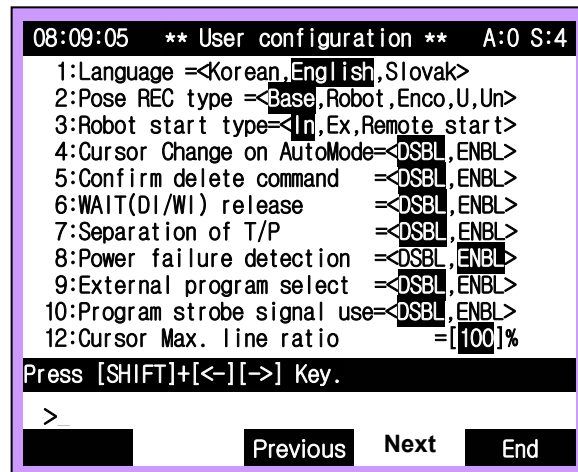 08:09:05 ** User configuration ** A:0 S:4
1:Language =<Korean,English,Slovak>
2:Pose REC type =<Base,Robot,Enco,U,Un>
3:Robot start type=<In,Ex,Remote start>
4:Cursor Change on AutoMode=<DSBL,ENBL>
5:Confirm delete command =<DSBL,ENBL>
6:WAIT(DI/WI) release =<DSBL,ENBL>
7:Separation of T/P =<DSBL,ENBL>
8:Power failure detection =<DSBL,ENBL>
9:External program select =<DSBL,ENBL>
10:Program strobe signal use=<DSBL,ENBL>
12:Cursor Max. line ratio =[100]%
Press [SHIFT]+[<-][->] Key.
>_
Previous Next End